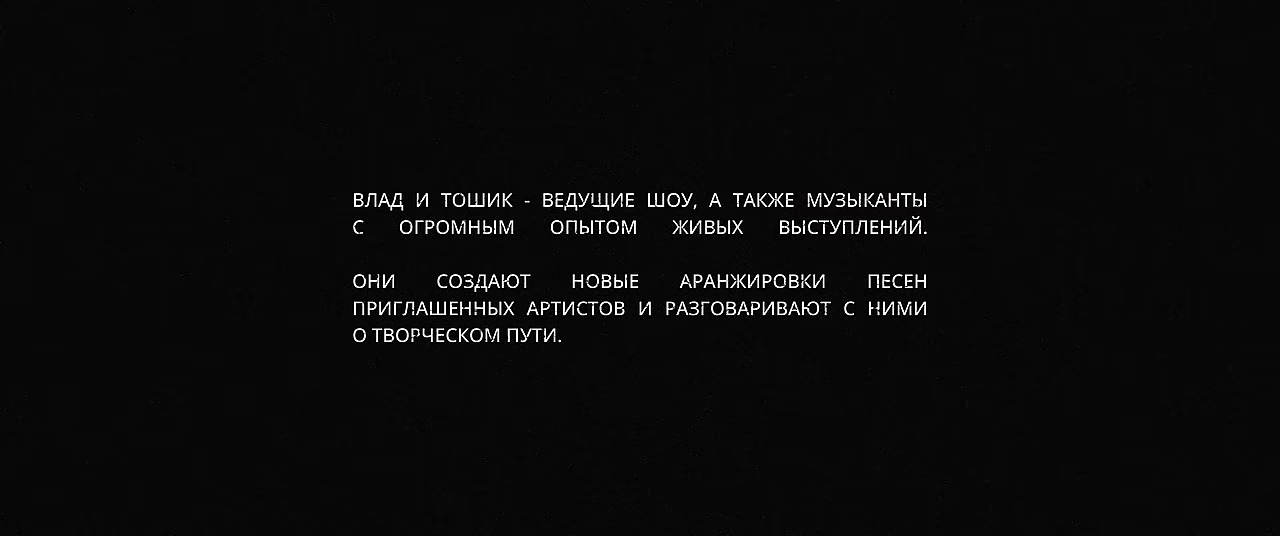 ВЛАД И ТОШИК - ВЕДУЩИЕ ШОУ, А ТАКЖЕ МУЗЫКАНТЫ
С ОГРОМНЫМ ОПЫТОМ ЖИВЫХ ВЫСТУПЛЕНИЙ.
ОНИ СОЗДАЮТ НОВЫЕ АРАНЖИРОВКИ ПЕСЕН
ПРИГЛАШЕННЫХ АРТИСТОВ И РАЗГОВАРИВАЮТ С НИМИ
О ТВОРЧЕСКОМ ПУТИ.